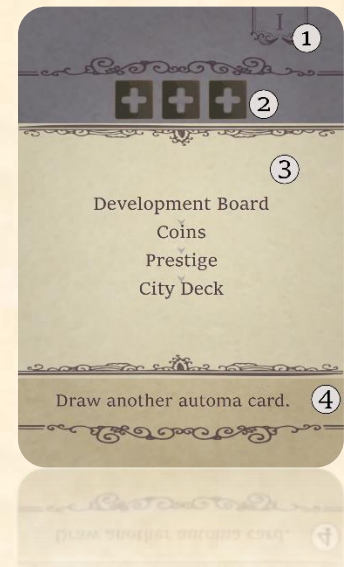 I
1
2
3
Development Board
Coins
Prestige
City Deck
Draw another automa card.
4